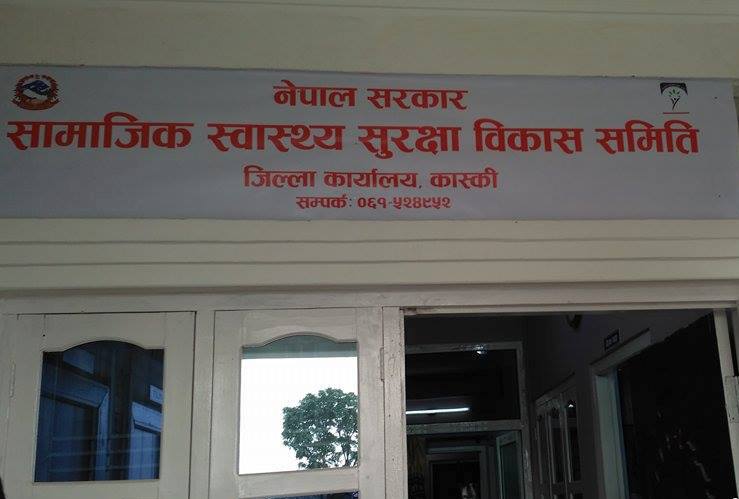 नेपाल सरकार
सामाजिक स्वास्थ्य सुरक्षा विकास समिति
जिल्ला कार्यालय, कास्की
सम्पर्क: ०६१-५२४९५२